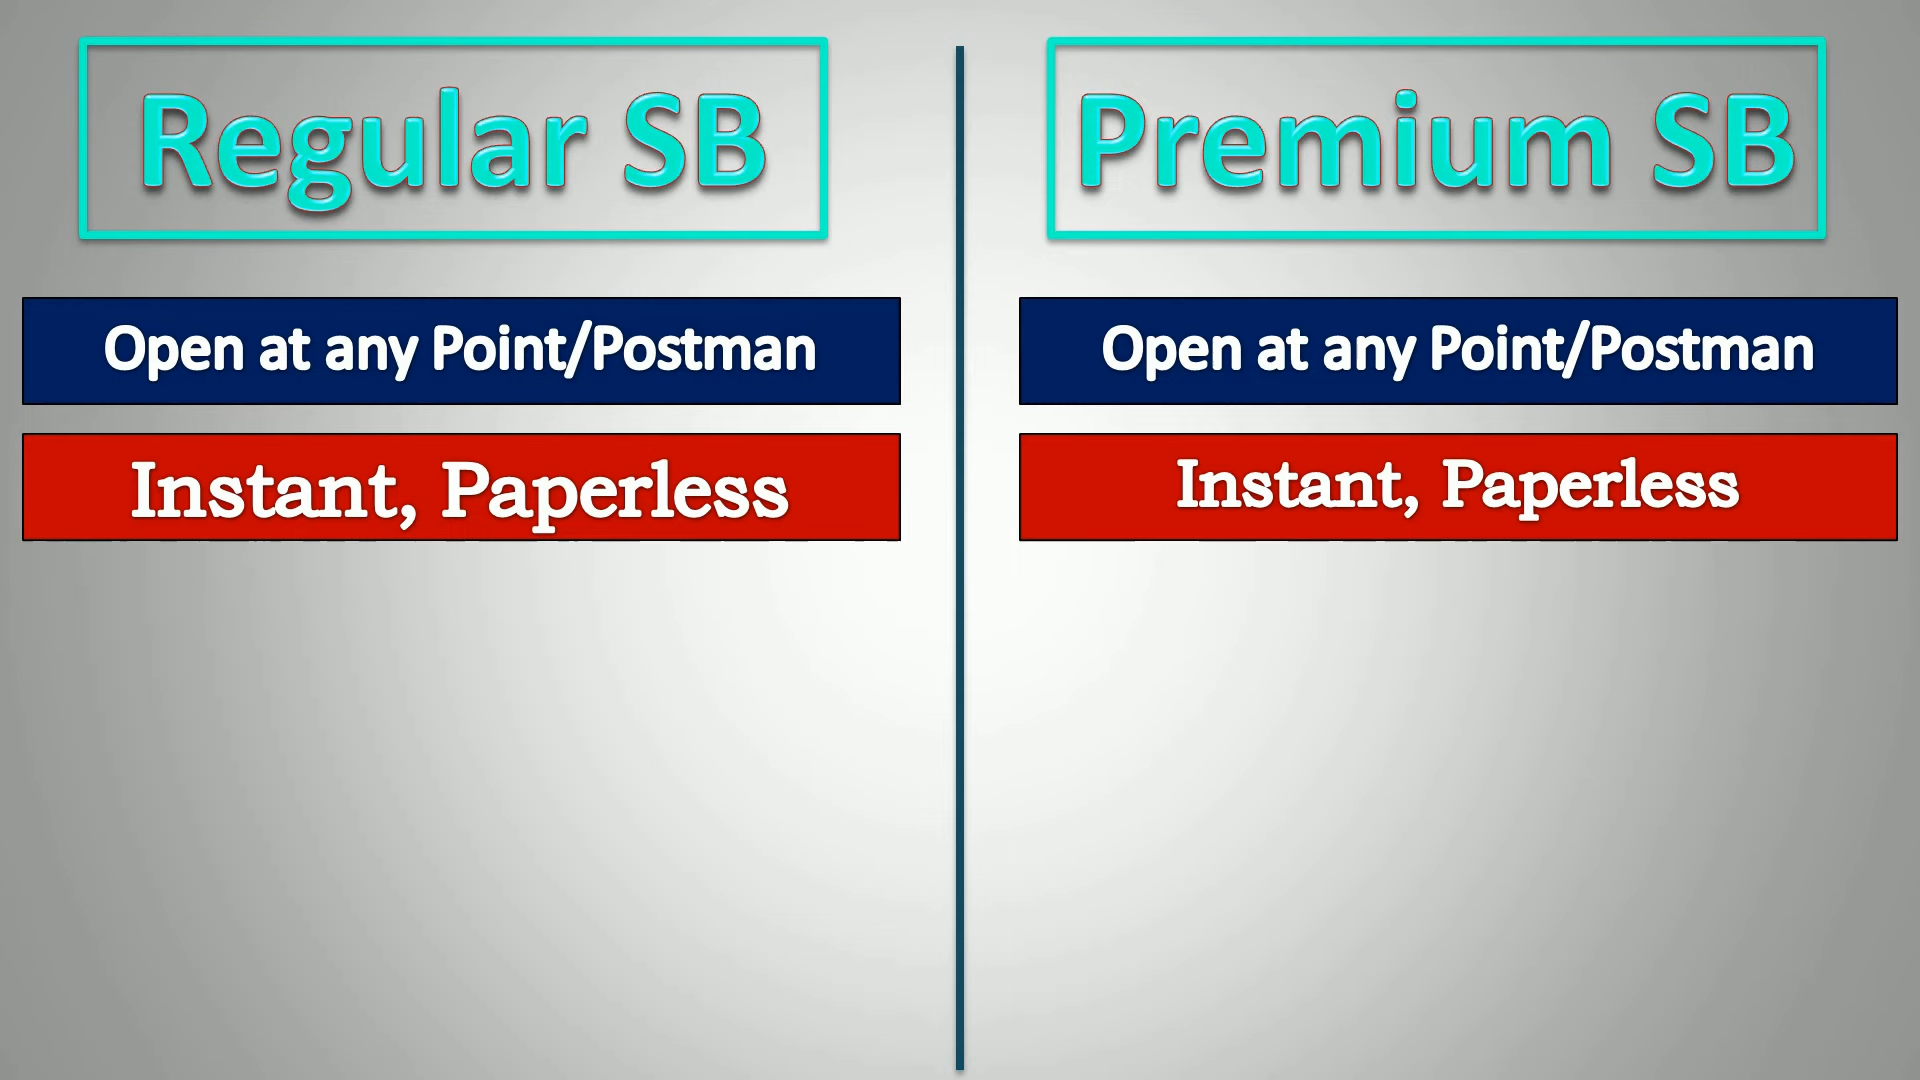 Regular SB
Open at any Point/Postman
Instant, Paperless
Premium SB
Open at any Point/Postman
Instant, Paperless